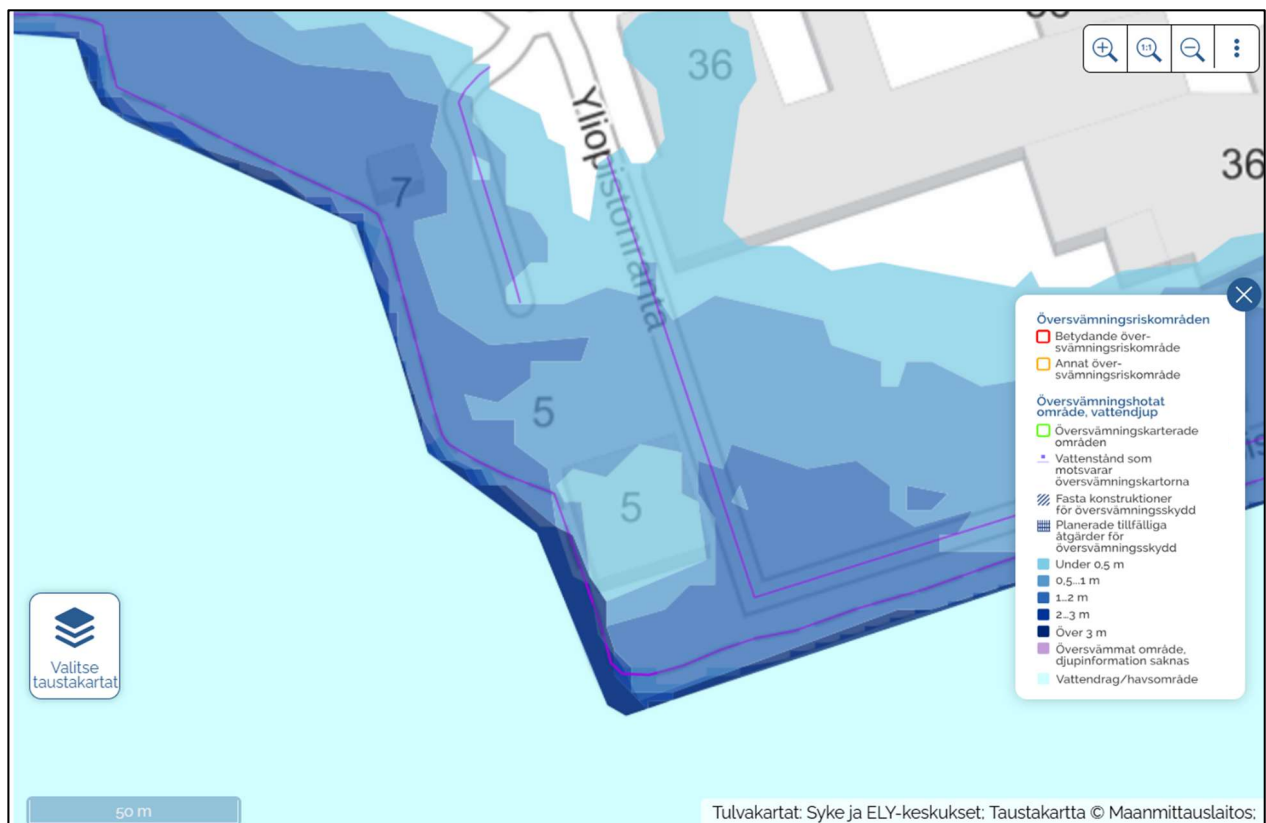 36
1:1
36
Yliopistonranta
7
5
5
Översvämningsriskområden
Betydande över-
svämningsriskområde
Annat över-
svämningsriskområde
Översvämningshotat
område, vattendjup
Översvämningskarterade
områden
Vattenstånd som
motsvarar
översvämningskartorna
Fasta konstruktioner
för översvämningsskydd
Planerade tillfälliga
åtgärder för
översvämningsskydd
Under 0,5 m
0,5...1 m
1...2 m
2...3 m
Över 3 m
Översvämmat område,
djupinformation saknas
Vattendrag/havsområde
Valitse
taustakartat
50 m
Tulvakartat: Syke ja ELY-keskukset; Taustakartta © Maanmittauslaitos;